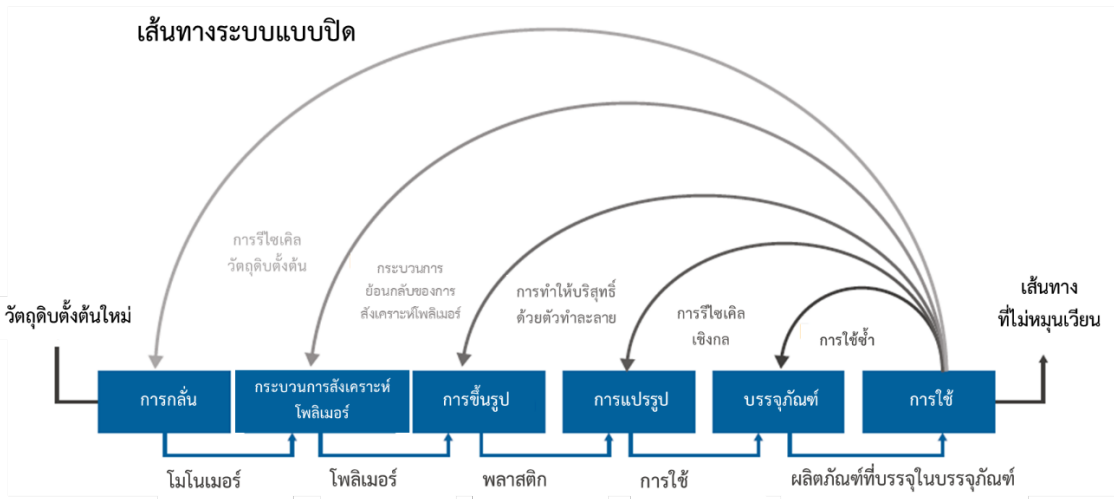 เส้นทางระบบแบบปิด
การรีไซเคิล
วัตถุดิบตั้งต้น
กระบวนการ
ย้อนกลับของการ
สังเคราะห์โพลิเมอร์
การทำให้บริสุทธิ์
ด้วยตัวทำละลาย
การรีไซเคิล
เชิงกล
การใช้ซ้ำ
เส้นทาง
ที่ไม่หมุนเวียน
วัตถุดิบตั้งต้นใหม่
การกลั่น
กระบวนการสังเคราะห์
โพลิเมอร์
การขึ้นรูป
การแปรรูป
บรรจุภัณฑ์
การใช้
โมโนเมอร์
โพลิเมอร์
พลาสติก
การใช้
ผลิตภัณฑ์ที่บรรจุในบรรจุภัณฑ์